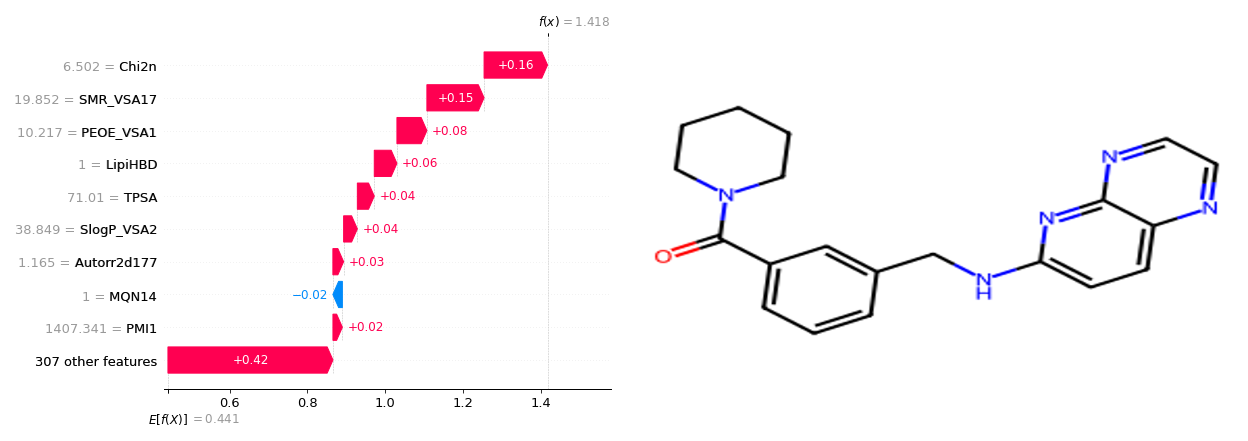 f(x) = 1.418
6.502 = Chi2n
+0.16
19.852 = SMR_VSA17
+0.15
10.217 = PEOE_VSA1
+0.08
1 = LipiHBD
+0.06
71.01 = TPSA
+0.04
38.849 = SlogP_VSA2
+0.04
1.165 = Autorr2d177
+0.03
1 = MQN14
−0.02
1407.341 = PMI1
+0.02
307 other features
+0.42
0.6 0.8 1.0 1.2 1.4
E[f(X)] = 0.441
N
O
N
H
N
N
N